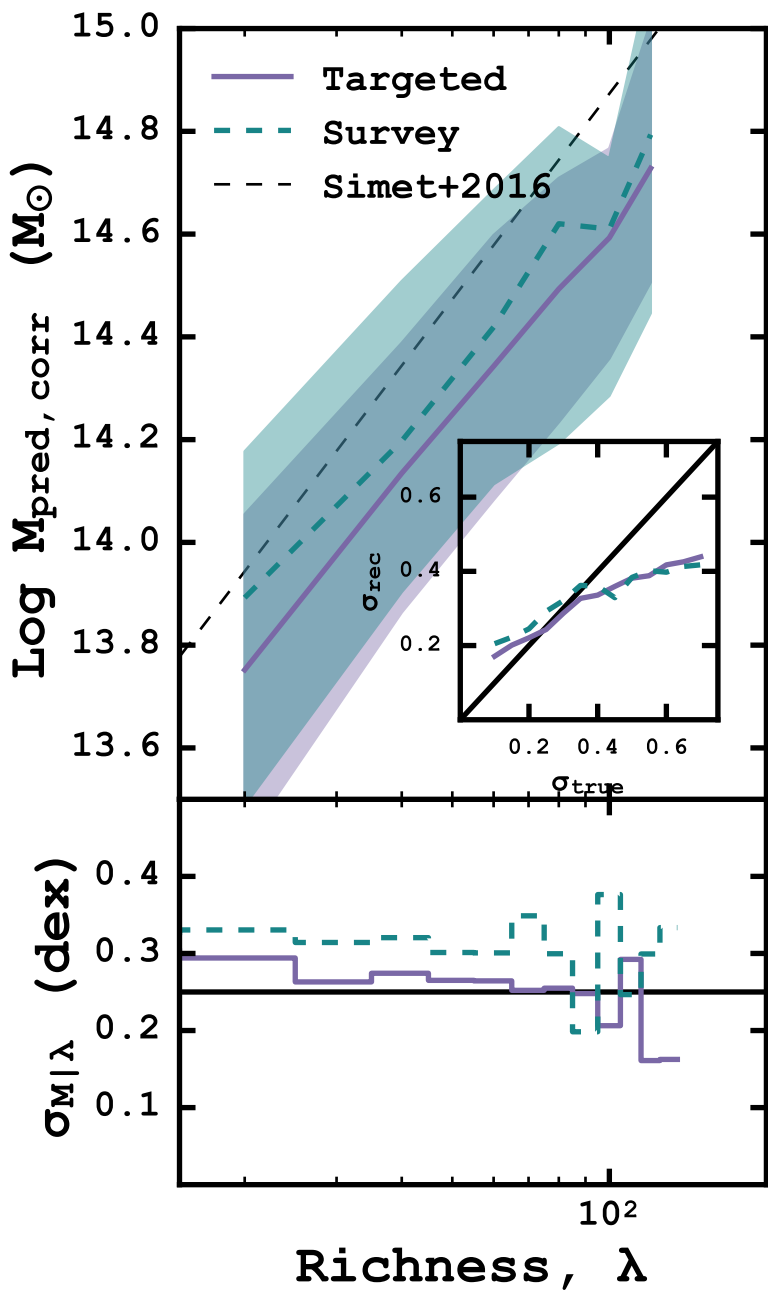 15.0
14.8
14.6
14.4
14.2
14.0
13.8
13.6
Log M_pred,corr (M_⊙)
Targeted
Survey
Simet+2016
0.6
0.4
0.2
σ_rec
0.2 0.4 0.6
σ_true
0.4
0.3
0.2
0.1
σ_M|λ (dex)
10²
Richness, λ